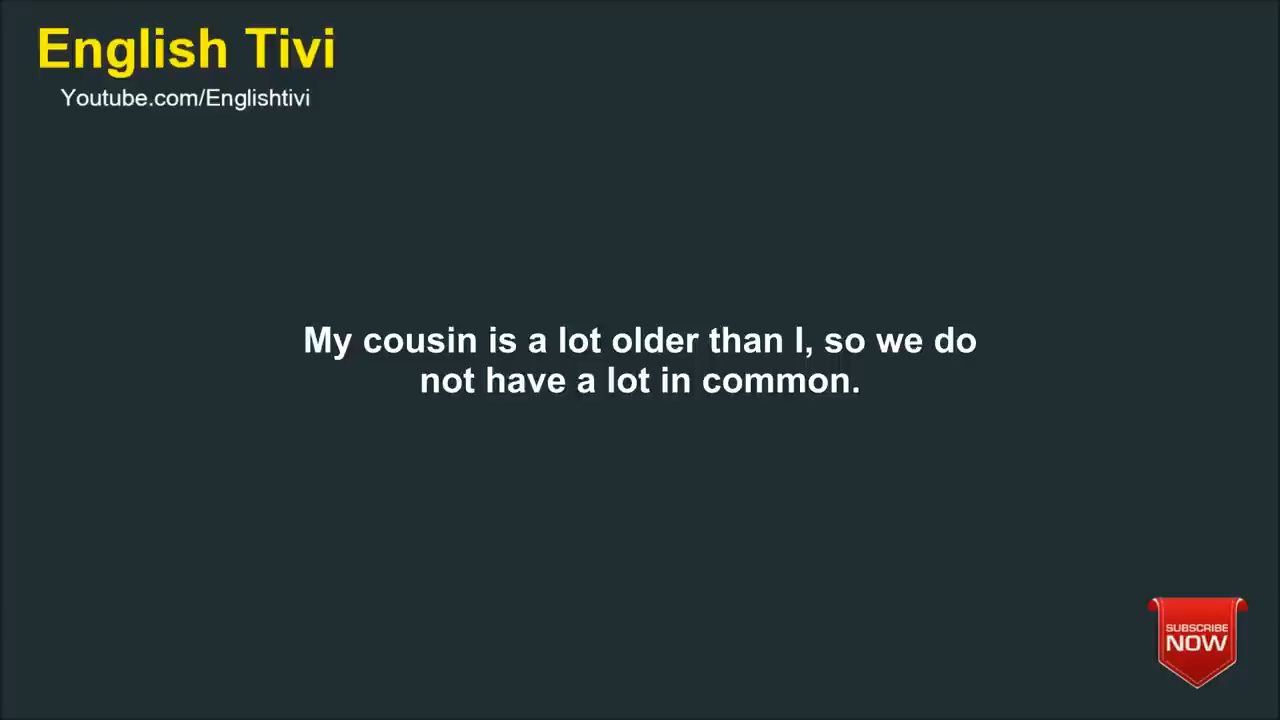 English Tivi
Youtube.com/Englishtivi
My cousin is a lot older than I, so we do
not have a lot in common.
SUBSCRIBE
NOW